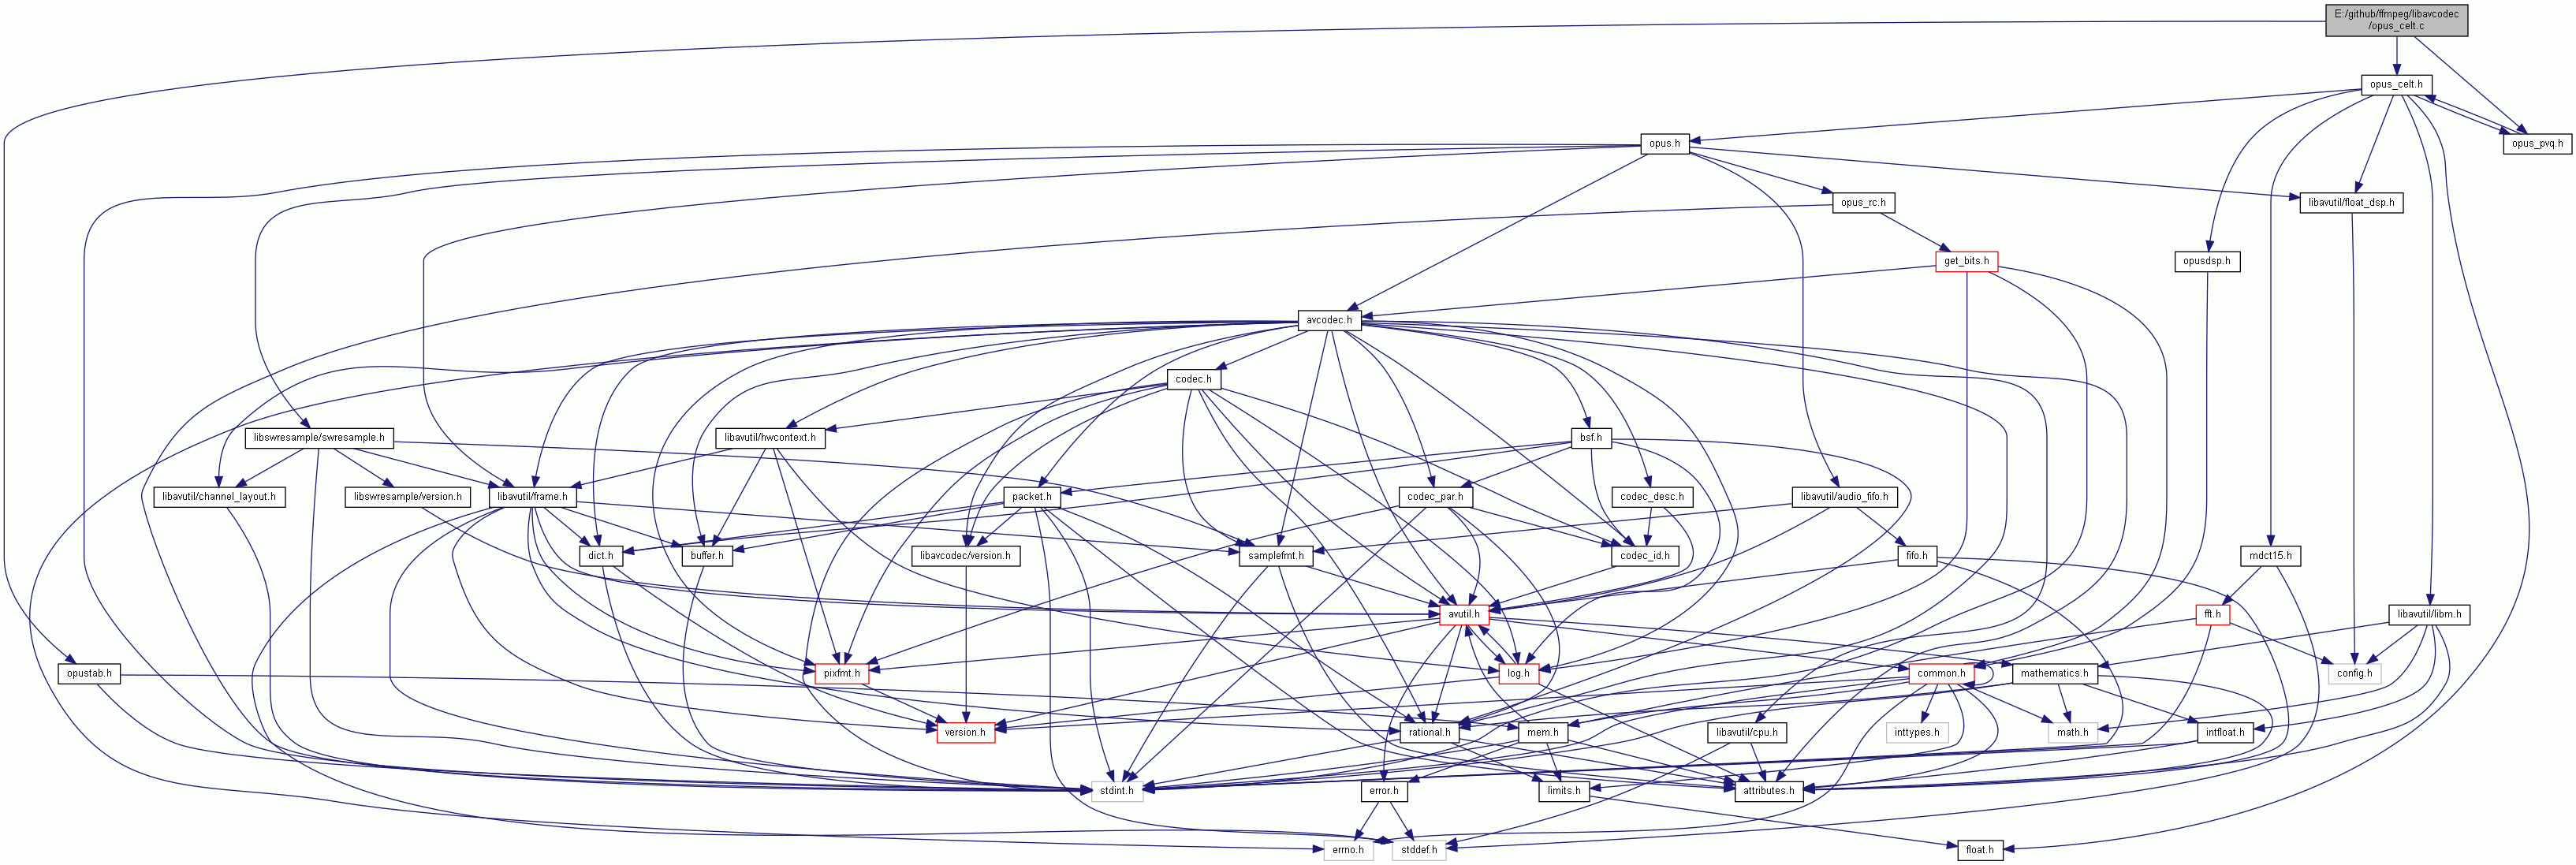 E:/github/ffmpeg/libavcodec
/opus_celt.c
opus_celt.h
opus.h
opus_pvq.h
opus_rc.h
libavutil/float_dsp.h
get_bits.h
opusdsp.h
avcodec.h
codec.h
libswresample/swresample.h
libavutil/hwcontext.h
bsf.h
libavutil/channel_layout.h
libswresample/version.h
libavutil/frame.h
packet.h
codec_par.h
codec_desc.h
libavutil/audio_fifo.h
dict.h
buffer.h
libavcodec/version.h
samplefmt.h
codec_id.h
fifo.h
mdct15.h
avutil.h
fft.h
libavutil/libm.h
opustab.h
pixfmt.h
log.h
common.h
mathematics.h
config.h
version.h
rational.h
mem.h
libavutil/cpu.h
inttypes.h
math.h
intfloat.h
stdint.h
error.h
limits.h
attributes.h
errno.h
stddef.h
float.h